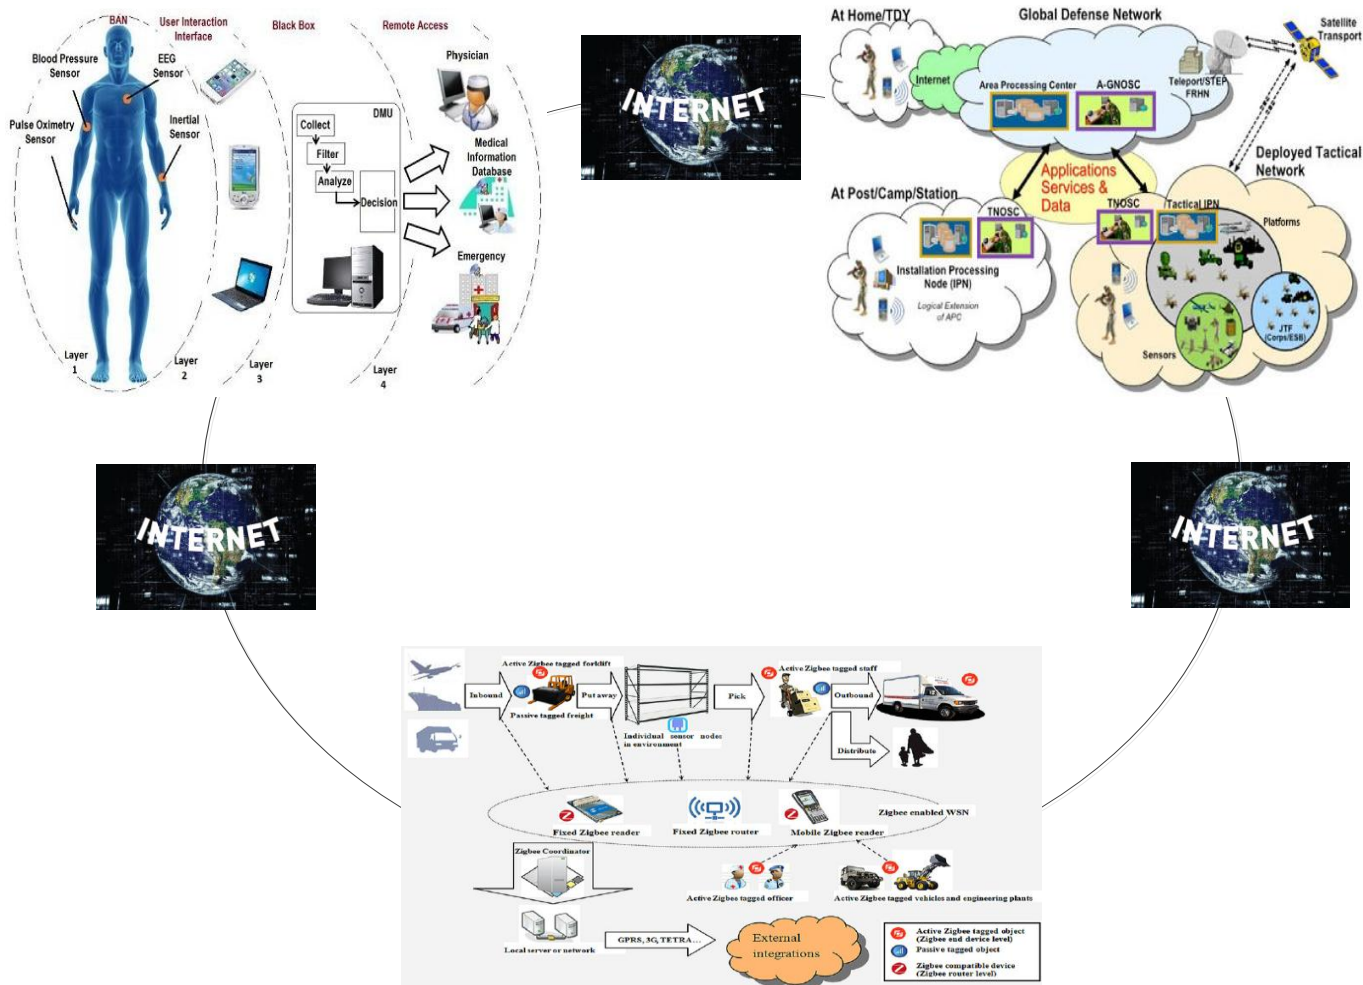 BAN
User Interaction
Interface
Black Box
Remote Access
Blood Pressure
Sensor
EEG
Sensor
Pulse Oximetry
Sensor
Inertial
Sensor
DMU
Collect
Filter
Analyze
Decision
Physician
Medical
Information
Database
Emergency
Layer
1
Layer
2
Layer
3
Layer
4
INTERNET
At Home/TDY
Global Defense Network
Satellite
Transport
Internet
Area Processing Center
A-GNOSC
Teleport/STEP
FRHN
Deployed Tactical
Network
Applications
Services &
Data
At Post/Camp/Station
TNOSC
Installation Processing
Node (IPN)
Logical Extension
of APC
TNOSC
/Tactical IPN
Platforms
JTF
(Corps/ESB)
Sensors
INTERNET
INTERNET
Active Zigbee tagged forklift
Inbound
Put away
Passive tagged freight
Individual sensor nodes
in environment
Pick
Active Zigbee tagged staff
Outbound
Distribute
Zigbee enabled WSN
Fixed Zigbee reader
Fixed Zigbee router
Mobile Zigbee reader
Zigbee Coordinator
Active Zigbee tagged officer
Active Zigbee tagged vehicles and engineering plants
Local server or network
GPRS, 3G, TETRA...
External
integrations
Active Zigbee tagged object
(Zigbee end device level)
Passive tagged object
Zigbee compatible device
(Zigbee router level)